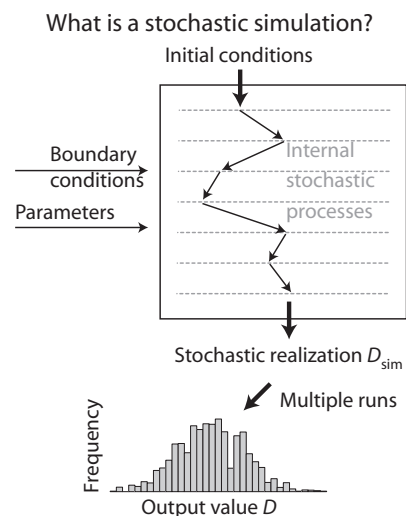 What is a stochastic simulation?
Initial conditions
Internal
stochastic
processes
Boundary
conditions
Parameters
Stochastic realization Dsim
Multiple runs
Frequency
Output value D